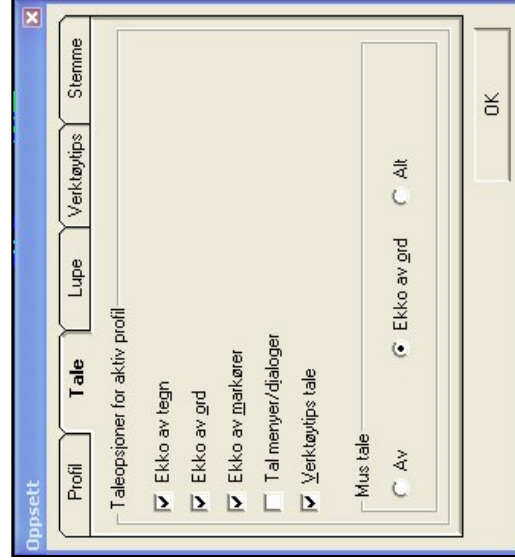 Oppsett
Profil Tale Lupe Verktøytips Stemme
Taleopsjoner for aktiv profil
Ekko av tegn
Ekko av ord
Ekko av markører
Tal menyer/djaloger
Verktøytips tale
Mus tale
Av Ekko av ord Alt
OK